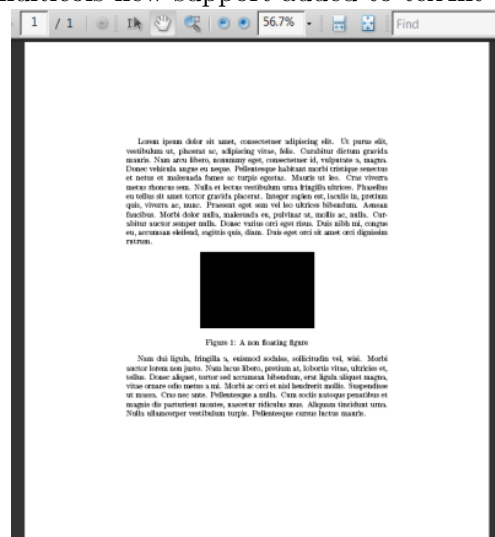 now support added to
1 / 1 56.7% Find
Lorem ipsum dolor sit amet, consectetuer adipiscing elit. Ut purus elit,
vestibulum ut, placerat ac, adipiscing vitae, felis. Curabitur dictum gravida
mauris. Nam arcu libero, nonummy eget, consectetuer id, vulputate a, magna.
Donec vehicula augue eu neque. Pellentesque habitant morbi tristique senectus
et netus et malesuada fames ac turpis egestas. Mauris ut leo. Cras viverra
metus rhoncus sem. Nulla et lectus vestibulum urna fringilla ultrices. Phasellus
eu tellus sit amet tortor gravida placerat. Integer sapien est, iaculis in, pretium
quis, viverra ac, nunc. Praesent eget sem vel leo ultrices bibendum. Aenean
faucibus. Morbi dolor nulla, malesuada eu, pulvinar at, mollis ac, nulla. Cur-
abitur auctor semper nulla. Donec varius orci eget risus. Duis nibh mi, congue
eu, accumsan eleifend, sagittis quis, diam. Duis eget orci sit amet orci dignissim
rutrum.
Figure 1: A non floating figure
Nam dui ligula, fringilla a, euismod sodales, sollicitudin vel, wisi. Morbi
auctor lorem non justo. Nam lacus libero, pretium at, lobortis vitae, ultricies et,
tellus. Donec aliquet, tortor sed accumsan bibendum, erat ligula aliquet magna,
vitae ornare odio metus a mi. Morbi ac orci et nisl hendrerit mollis. Suspendisse
ut massa. Cras nec ante. Pellentesque a nulla. Cum sociis natoque penatibus et
magnis dis parturient montes, nascetur ridiculus mus. Aliquam tincidunt urna.
Nulla ullamcorper vestibulum turpis. Pellentesque cursus luctus mauris.